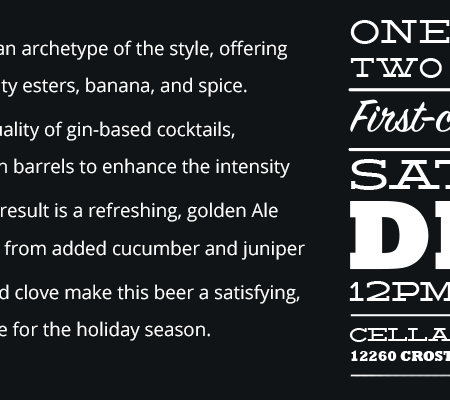 an archetype of the style, offering
ty esters, banana, and spice.
uality of gin-based cocktails,
n barrels to enhance the intensity
result is a refreshing, golden Ale
from added cucumber and juniper
d clove make this beer a satisfying,
e for the holiday season.
ONE
TWO
First-c
SAT
DE
12PM
CELLA
12260 CROST